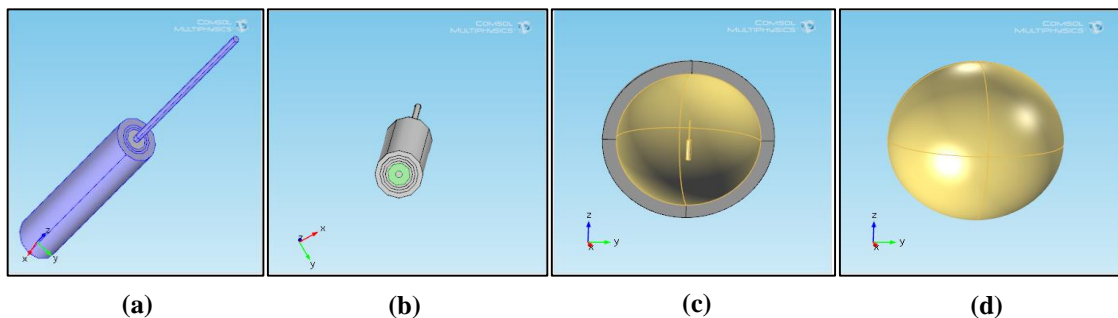 COMSOL
MULTIPHYSICS
COMSOL
MULTIPHYSICS
COMSOL
MULTIPHYSICS
COMSOL
MULTIPHYSICS
z
x
y
z
x
y
z
x
y
z
x
y
(a)
(b)
(c)
(d)